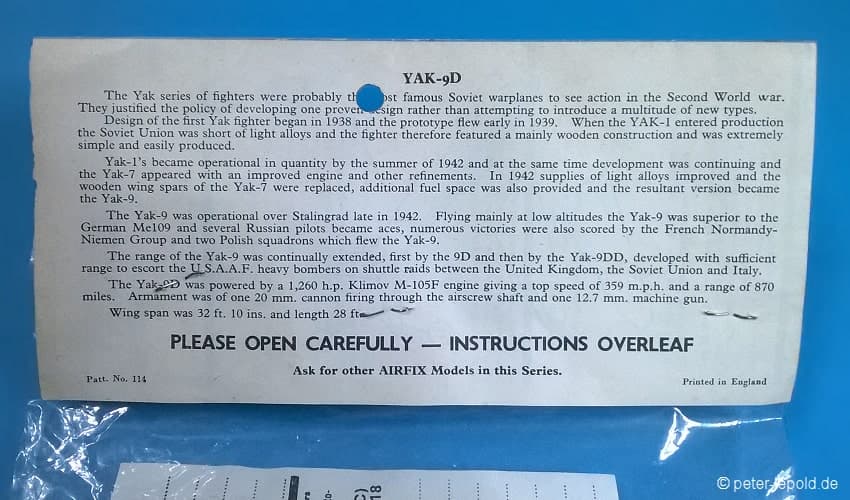 YAK-9D
The Yak series of fighters were probably th ost famous Soviet warplanes to see action in the Second World war.
They justified the policy of developing one proven design rather than attempting to introduce a multitude of new types.
Design of the first Yak fighter began in 1938 and the prototype flew early in 1939. When the YAK-1 entered production
the Soviet Union was short of light alloys and the fighter therefore featured a mainly wooden construction and was extremely
simple and easily produced.
Yak-1's became operational in quantity by the summer of 1942 and at the same time development was continuing and
the Yak-7 appeared with an improved engine and other refinements. In 1942 supplies of light alloys improved and the
wooden wing spars of the Yak-7 were replaced, additional fuel space was also provided and the resultant version became
the Yak-9.
The Yak-9 was operational over Stalingrad late in 1942. Flying mainly at low altitudes the Yak-9 was superior to the
German Me109 and several Russian pilots became aces, numerous victories were also scored by the French Normandy-
Niemen Group and two Polish squadrons which flew the Yak-9.
The range of the Yak-9 was continually extended, first by the 9D and then by the Yak-9DD, developed with sufficient
range to escort the U.S.A.A.F. heavy bombers on shuttle raids between the United Kingdom, the Soviet Union and Italy.
The Yak-9D was powered by a 1,260 h.p. Klimov M-105F engine giving a top speed of 359 m.p.h. and a range of 870
miles. Armament was of one 20 mm. cannon firing through the airscrew shaft and one 12.7 mm. machine gun.
Wing span was 32 ft. 10 ins. and length 28 ft.
PLEASE OPEN CAREFULLY — INSTRUCTIONS OVERLEAF
Ask for other AIRFIX Models in this Series.
Patt. No. 114
Printed in England
18